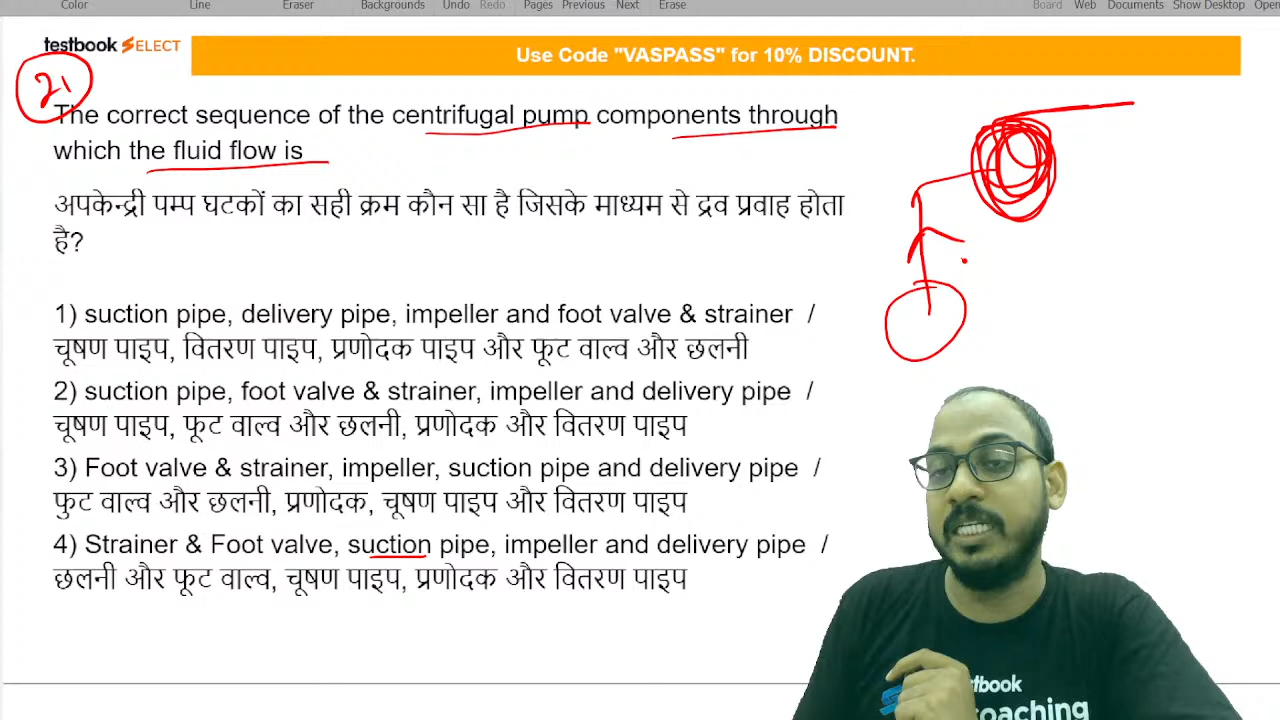 Color Line Eraser Backgrounds Undo Redo Pages Previous Next Erase Board Web Documents Show Desktop Open
testbook SELECT
Use Code "VASPASS" for 10% DISCOUNT.
21
The correct sequence of the centrifugal pump components through
which the fluid flow is
अपकेन्द्री पम्प घटकों का सही क्रम कौन सा है जिसके माध्यम से द्रव प्रवाह होता
है?
1) suction pipe, delivery pipe, impeller and foot valve & strainer /
चूषण पाइप, वितरण पाइप, प्रणोदक पाइप और फूट वाल्व और छलनी
2) suction pipe, foot valve & strainer, impeller and delivery pipe /
चूषण पाइप, फूट वाल्व और छलनी, प्रणोदक और वितरण पाइप
3) Foot valve & strainer, impeller, suction pipe and delivery pipe /
फुट वाल्व और छलनी, प्रणोदक, चूषण पाइप और वितरण पाइप
4) Strainer & Foot valve, suction pipe, impeller and delivery pipe /
छलनी और फूट वाल्व, चूषण पाइप, प्रणोदक और वितरण पाइप
stbook
coaching